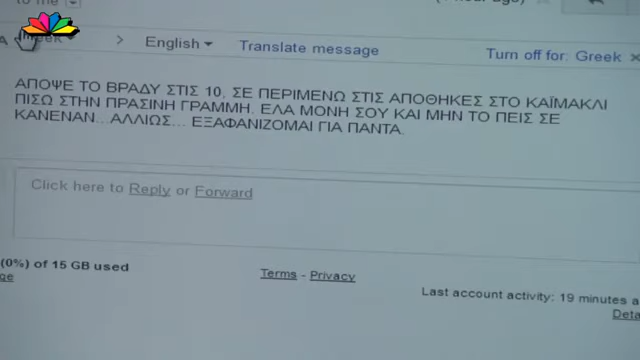 English
Translate message
Turn off for: Greek ×
ΑΠΟΨΕ ΤΟ ΒΡΑΔΥ ΣΤΙΣ 10, ΣΕ ΠΕΡΙΜΕΝΩ ΣΤΙΣ ΑΠΟΘΗΚΕΣ ΣΤΟ ΚΑΪΜΑΚΛΙ
ΠΙΣΩ ΣΤΗΝ ΠΡΑΣΙΝΗ ΓΡΑΜΜΗ. ΕΛΑ ΜΟΝΗ ΣΟΥ ΚΑΙ ΜΗΝ ΤΟ ΠΕΙΣ ΣΕ
ΚΑΝΕΝΑΝ...ΑΛΛΙΩΣ... ΕΞΑΦΑΝΙΖΟΜΑΙ ΓΙΑ ΠΑΝΤΑ.
Click here to Reply or Forward
(0%) of 15 GB used
Terms - Privacy
Last account activity: 19 minutes a